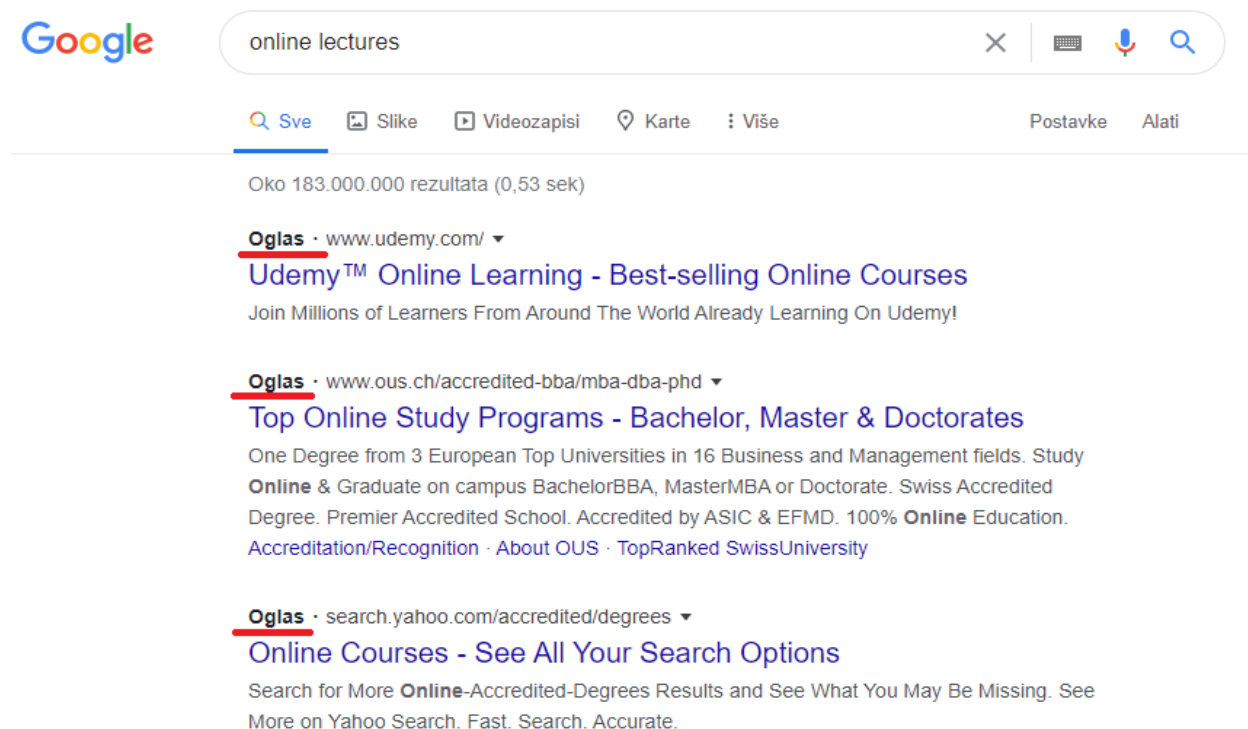 Google
online lectures
Sve Slike Videozapisi Karte Više Postavke Alati
Oko 183.000.000 rezultata (0,53 sek)
Oglas · www.udemy.com/
Udemy™ Online Learning - Best-selling Online Courses
Join Millions of Learners From Around The World Already Learning On Udemy!
Oglas · www.ous.ch/accredited-bba/mba-dba-phd
Top Online Study Programs - Bachelor, Master & Doctorates
One Degree from 3 European Top Universities in 16 Business and Management fields. Study
Online & Graduate on campus BachelorBBA, MasterMBA or Doctorate. Swiss Accredited
Degree. Premier Accredited School. Accredited by ASIC & EFMD. 100% Online Education.
Accreditation/Recognition · About OUS · TopRanked SwissUniversity
Oglas · search.yahoo.com/accredited/degrees
Online Courses - See All Your Search Options
Search for More Online-Accredited-Degrees Results and See What You May Be Missing. See
More on Yahoo Search. Fast. Search. Accurate.